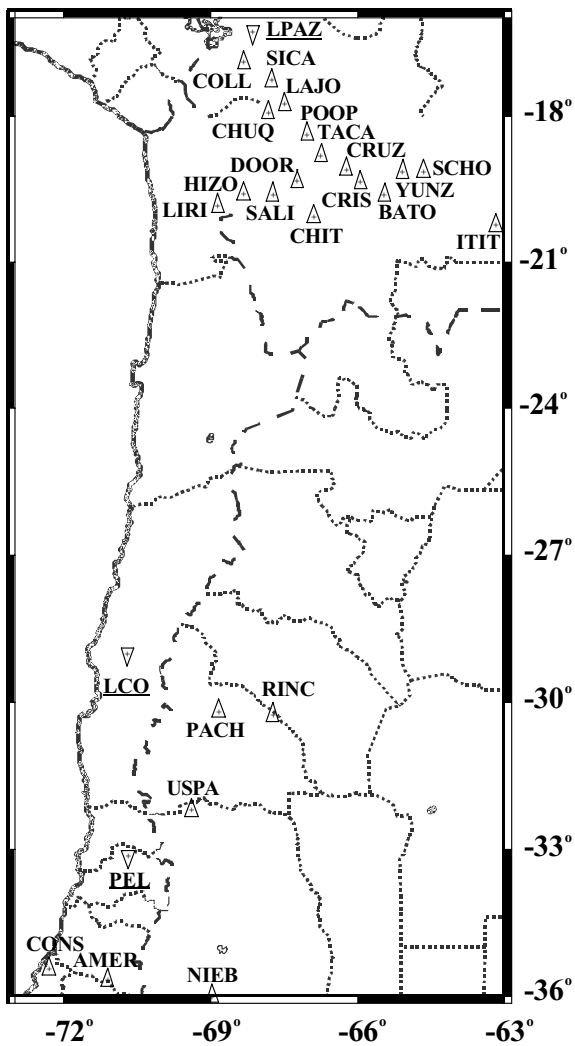 LPAZ
SICA
COLL
LAJO
-18°
CHUQ
POOP
TACA
CRUZ
DOOR
SCHO
HIZO
YUNZ
LIRI
SALI
CRIS
BATO
CHIT
ITIT
-21°
-24°
-27°
LCO
RINC
-30°
PACH
USPA
-33°
PEL
CONS
AMER
NIEB
-36°
-72°
-69°
-66°
-63°